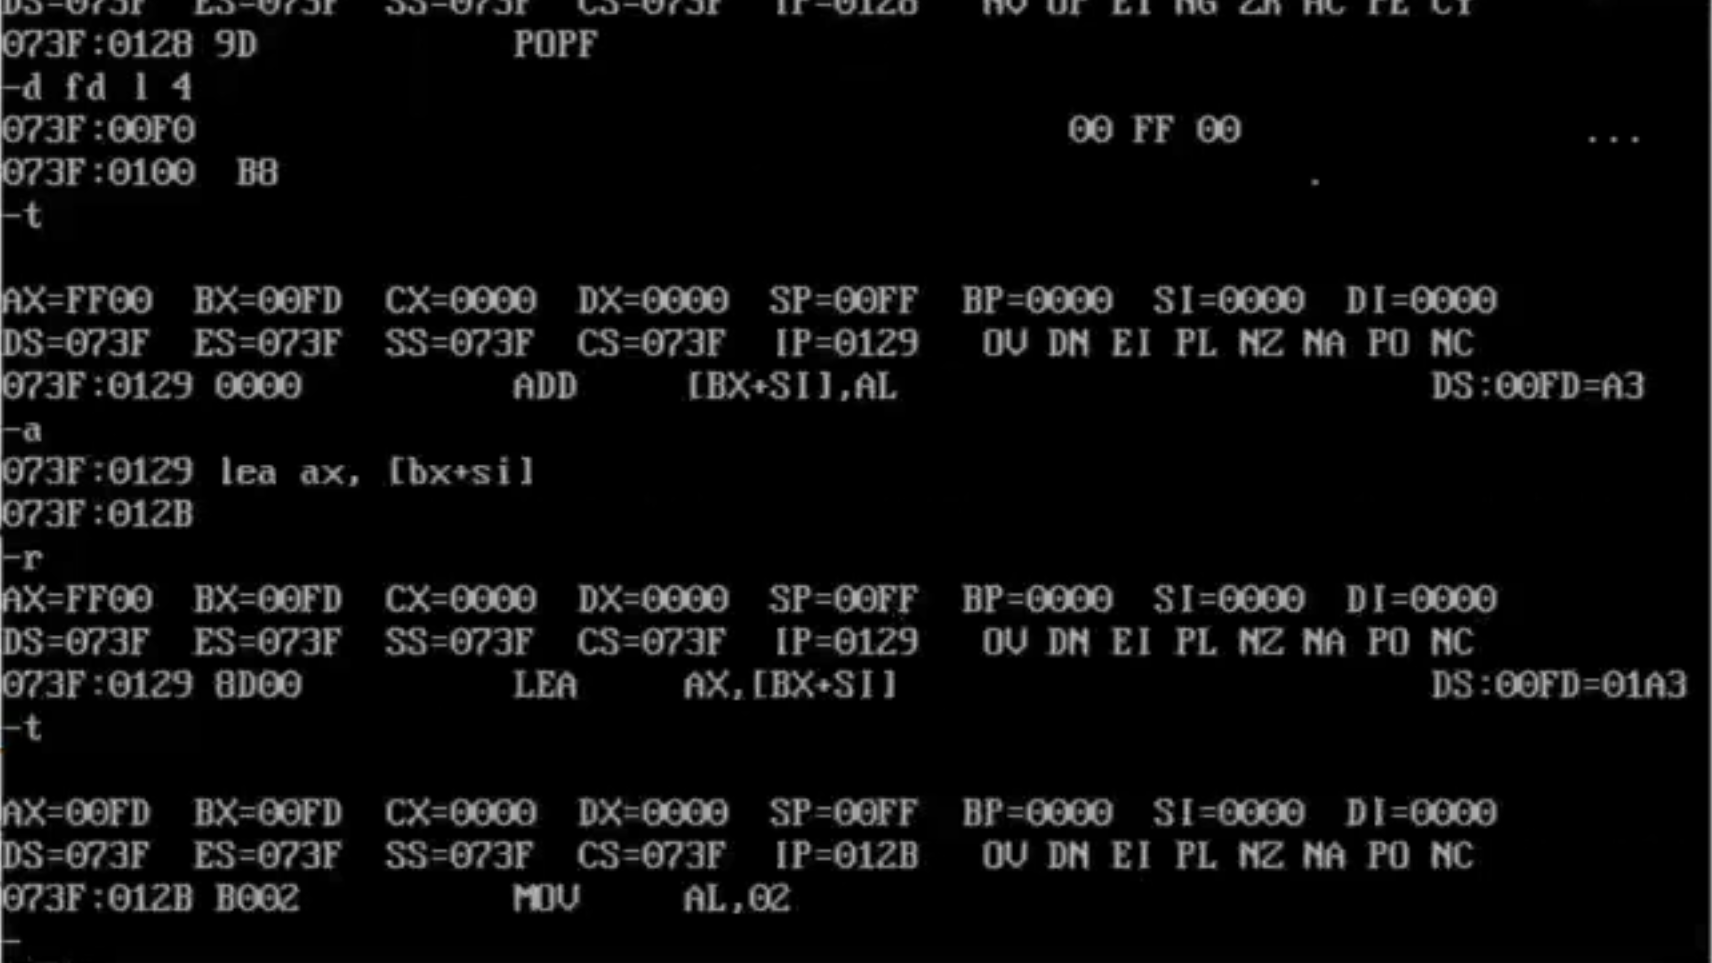 DS=073F ES=073F SS=073F CS=073F IP=0128 NV UP EI NG ZR AC PE CY
073F:0128 9D POPF
-d fd l 4
073F:00F0 00 FF 00 ...
073F:0100 B8 .
-t
AX=FF00 BX=00FD CX=0000 DX=0000 SP=00FF BP=0000 SI=0000 DI=0000
DS=073F ES=073F SS=073F CS=073F IP=0129 OV DN EI PL NZ NA PO NC
073F:0129 0000 ADD [BX+SI],AL DS:00FD=A3
-a
073F:0129 lea ax, [bx+si]
073F:012B
-r
AX=FF00 BX=00FD CX=0000 DX=0000 SP=00FF BP=0000 SI=0000 DI=0000
DS=073F ES=073F SS=073F CS=073F IP=0129 OV DN EI PL NZ NA PO NC
073F:0129 8D00 LEA AX,[BX+SI] DS:00FD=01A3
-t
AX=00FD BX=00FD CX=0000 DX=0000 SP=00FF BP=0000 SI=0000 DI=0000
DS=073F ES=073F SS=073F CS=073F IP=012B OV DN EI PL NZ NA PO NC
073F:012B B002 MOV AL,02
-